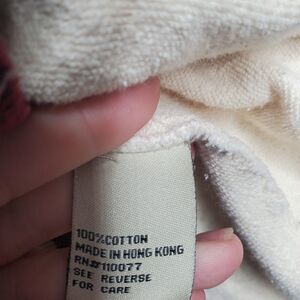 100%COTTON
MADE IN HONG KONG
RN#110077
SEE REVERSE
FOR CARE